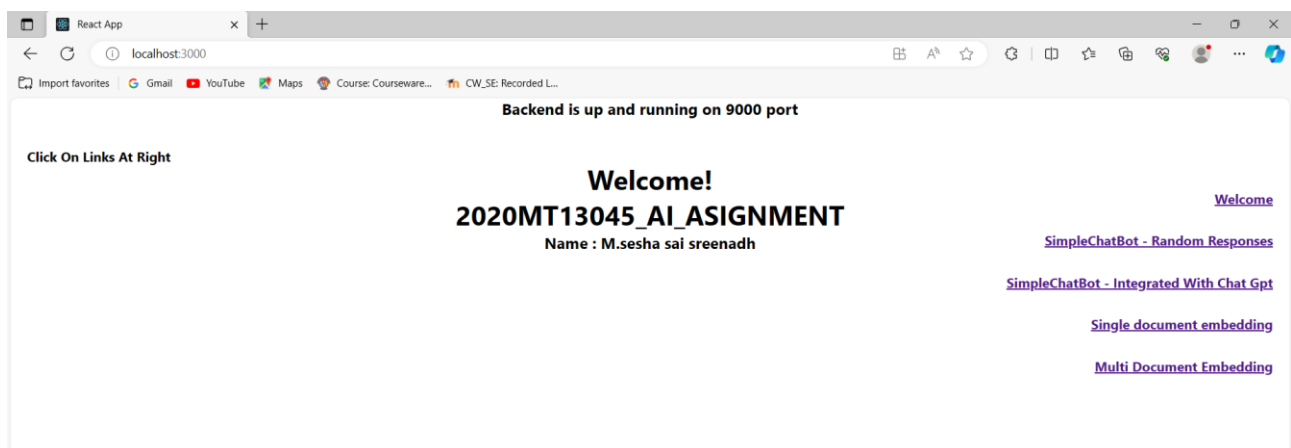 React App
localhost:3000
Import favorites Gmail YouTube Maps Course: Courseware... CW_SE: Recorded L...
Backend is up and running on 9000 port
Click On Links At Right
Welcome!
2020MT13045_AI_ASIGNMENT
Name : M.sesha sai sreenadh
Welcome
SimpleChatBot - Random Responses
SimpleChatBot - Integrated With Chat Gpt
Single document embedding
Multi Document Embedding